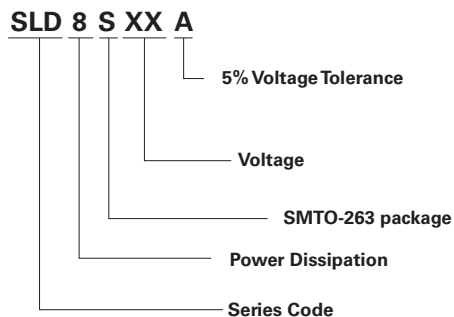 SLD 8 S XX A
5% Voltage Tolerance
Voltage
SMTO-263 package
Power Dissipation
Series Code